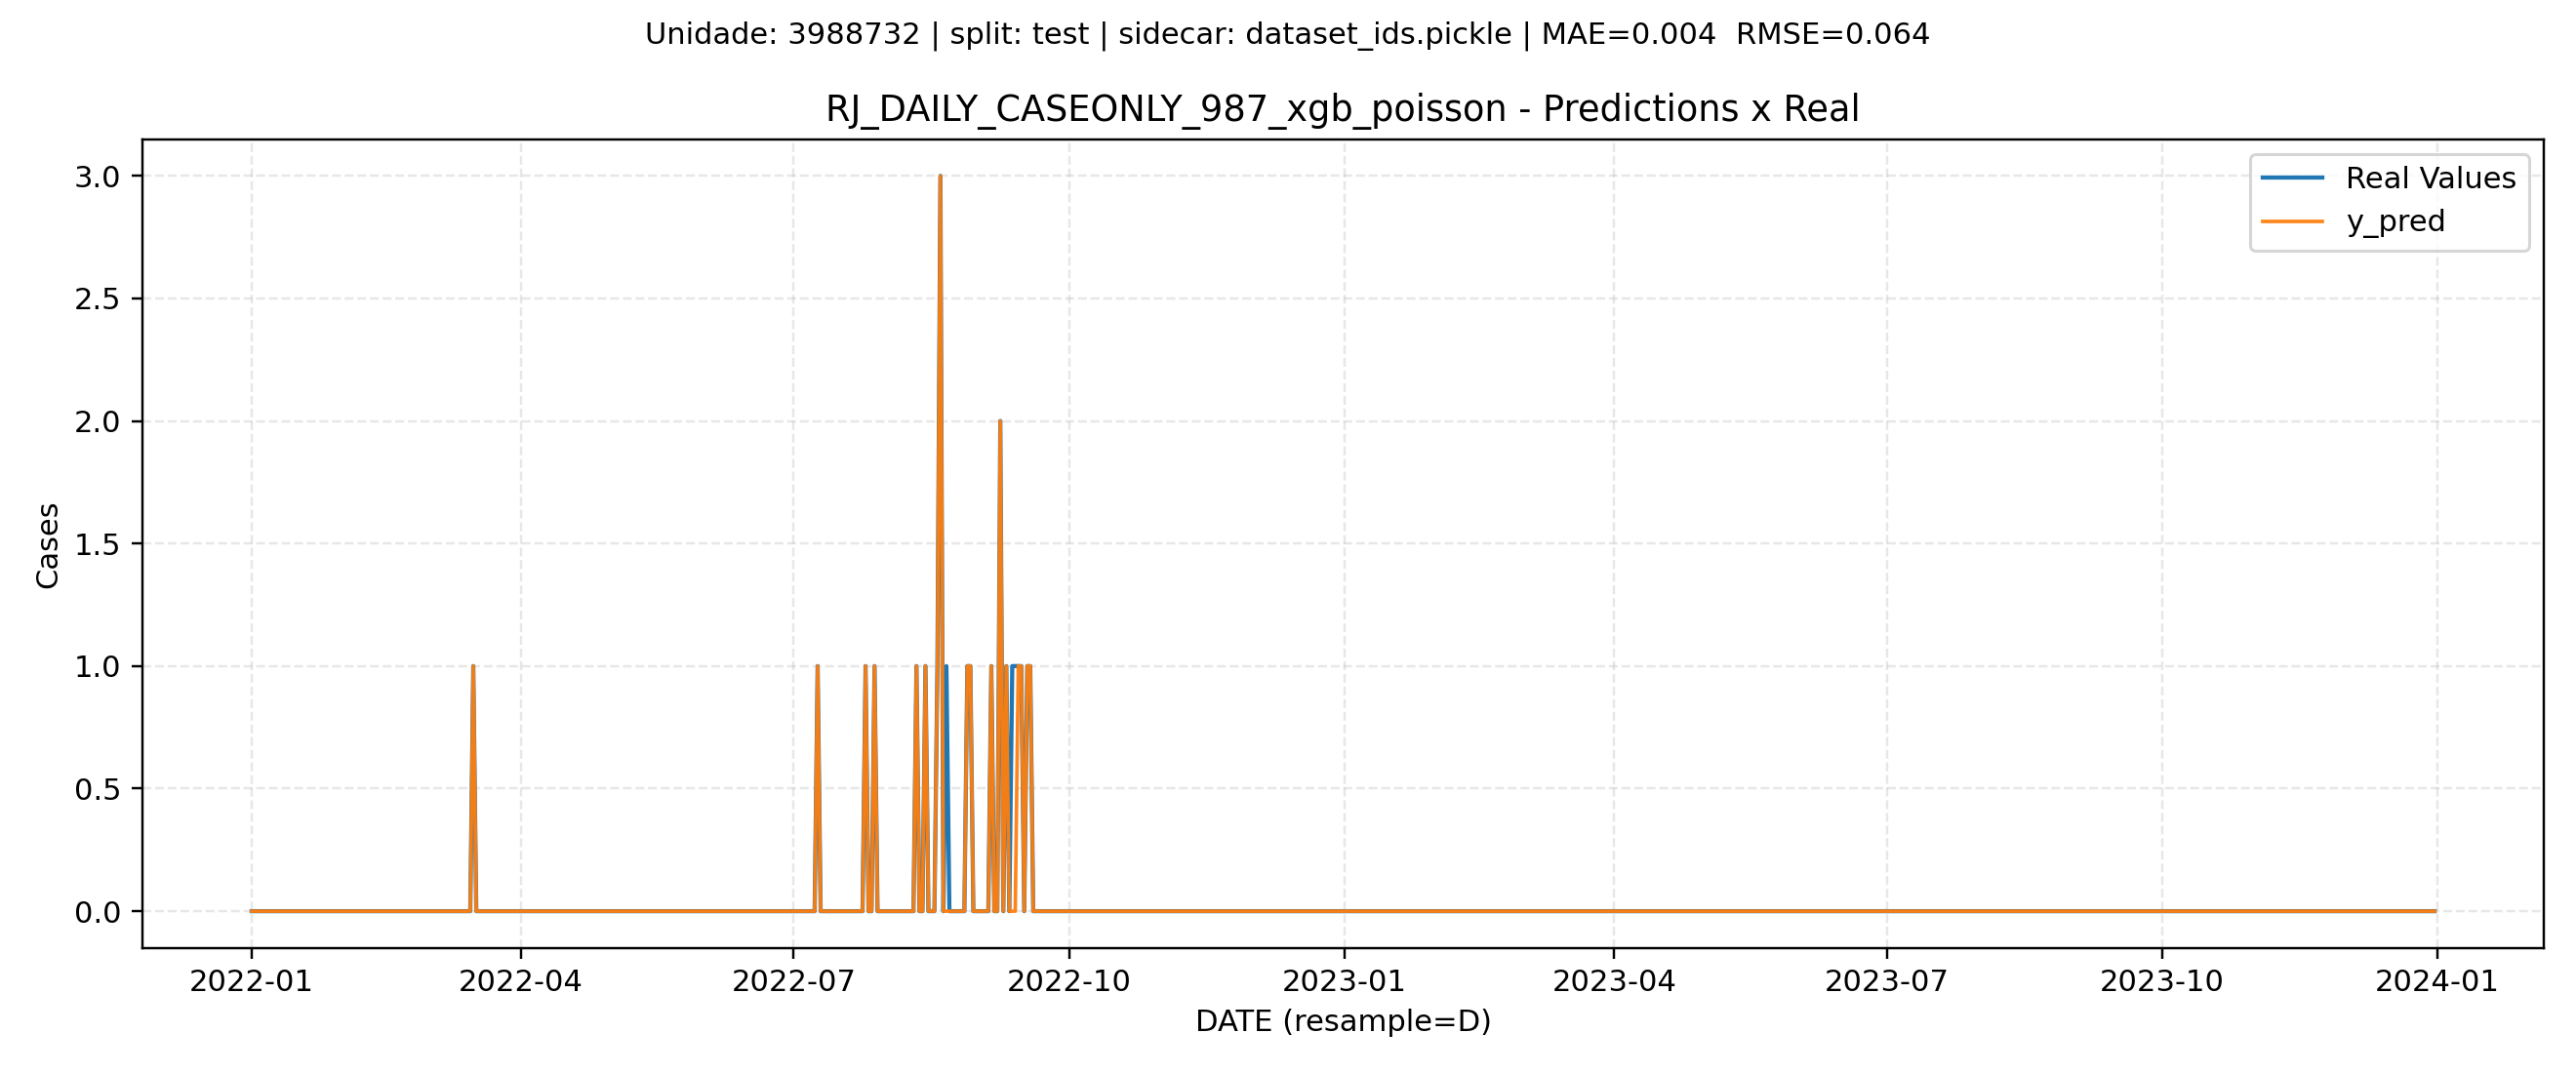 Unidade: 3988732 | split: test | sidecar: dataset_ids.pickle | MAE=0.004  RMSE=0.064
RJ_DAILY_CASEONLY_987_xgb_poisson - Predictions x Real
Real Values
y_pred
3.0
2.5
2.0
1.5
1.0
0.5
0.0
Cases
2022-01 2022-04 2022-07 2022-10 2023-01 2023-04 2023-07 2023-10 2024-01
DATE (resample=D)